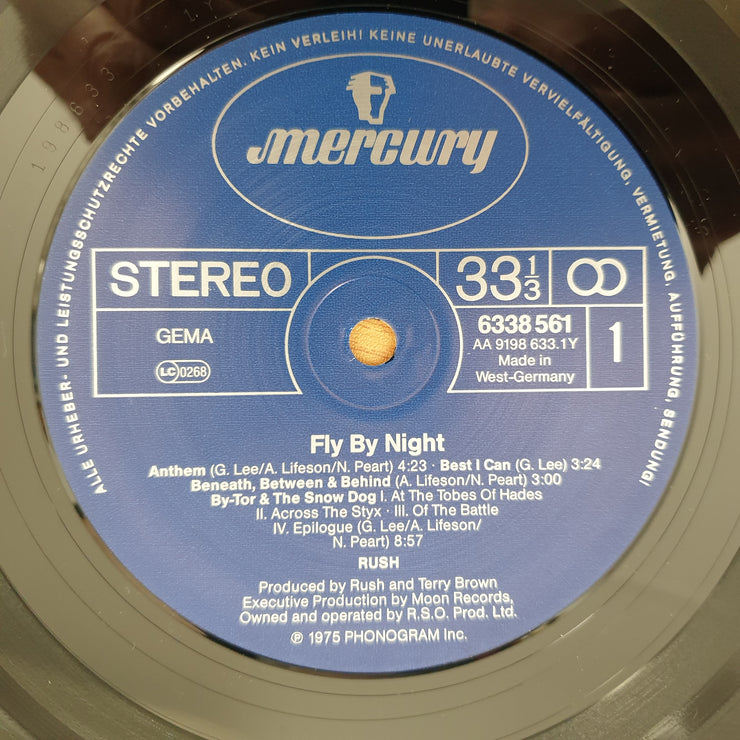 ALLE URHEBER- UND LEISTUNGSSCHUTZRECHTE VORBEHALTEN. KEIN VERLEIH! KEINE UNERLAUBTE VERVIELFÄLTIGUNG, VERMIETUNG, AUFFÜHRUNG, SENDUNG!
mercury
STEREO
33 1/3
GEMA
LC 0268
6338 561
AA 9198 633.1Y
Made in
West-Germany
1
Fly By Night
Anthem (G. Lee/A. Lifeson/N. Peart) 4:23 · Best I Can (G. Lee) 3:24
Beneath, Between & Behind (A. Lifeson/N. Peart) 3:00
By-Tor & The Snow Dog I. At The Tobes Of Hades
II. Across The Styx · III. Of The Battle
IV. Epilogue (G. Lee/A. Lifeson/
N. Peart) 8:57
RUSH
Produced by Rush and Terry Brown
Executive Production by Moon Records,
Owned and operated by R.S.O. Prod. Ltd.
℗ 1975 PHONOGRAM Inc.
198633